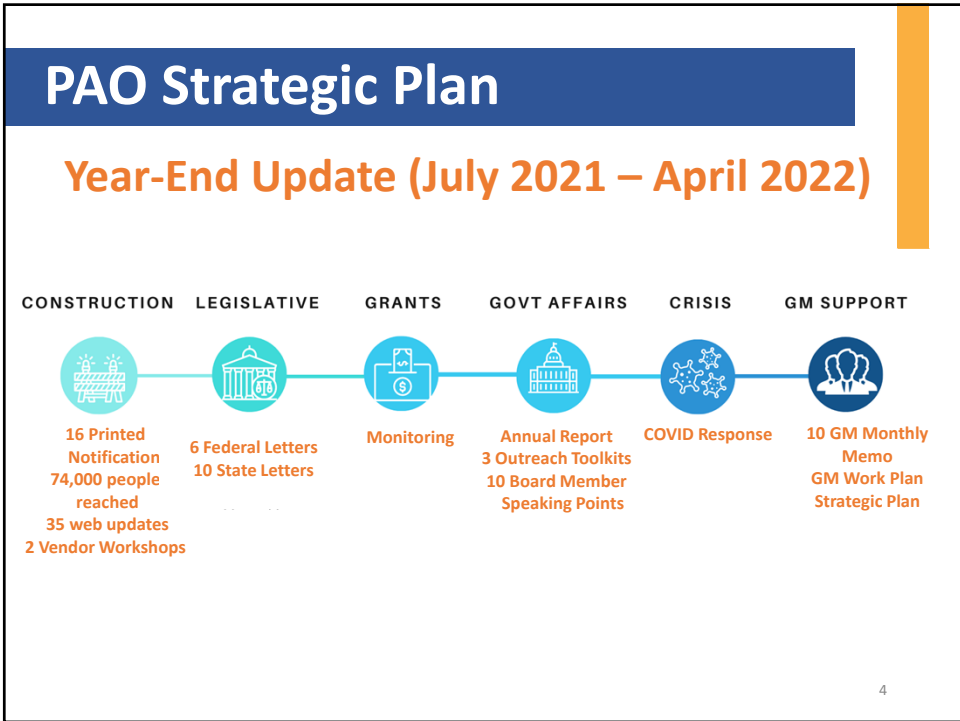 PAO Strategic Plan
Year-End Update (July 2021 – April 2022)
CONSTRUCTION
LEGISLATIVE
GRANTS
GOVT AFFAIRS
CRISIS
GM SUPPORT
$
$
16 Printed
Notification
74,000 people
reached
35 web updates
2 Vendor Workshops
6 Federal Letters
10 State Letters
Monitoring
Annual Report
3 Outreach Toolkits
10 Board Member
Speaking Points
COVID Response
10 GM Monthly
Memo
GM Work Plan
Strategic Plan
4